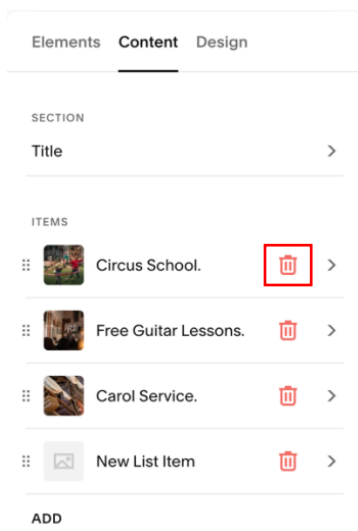 Elements Content Design
SECTION
Title
ITEMS
Circus School.
Free Guitar Lessons.
Carol Service.
New List Item
ADD